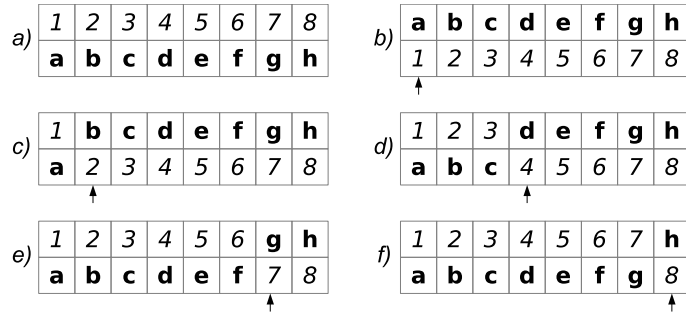 a) 1 2 3 4 5 6 7 8
a b c d e f g h
b) a b c d e f g h
1 2 3 4 5 6 7 8
c) 1 b c d e f g h
a 2 3 4 5 6 7 8
d) 1 2 3 d e f g h
a b c 4 5 6 7 8
e) 1 2 3 4 5 6 g h
a b c d e f 7 8
f) 1 2 3 4 5 6 7 h
a b c d e f g 8